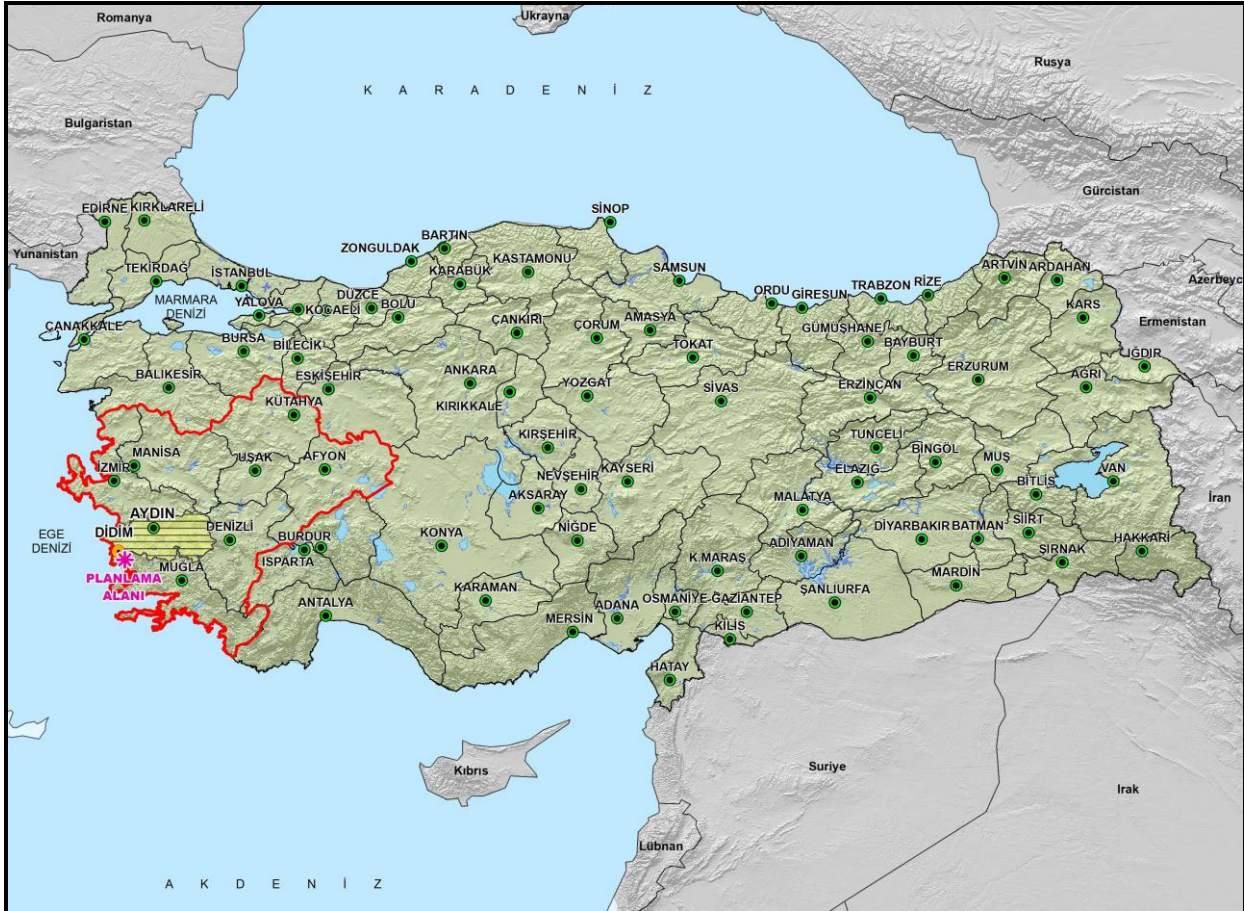 Romanya
Ukrayna
Rusya
K A R A D E N İ Z
Bulgaristan
Gürcistan
EDİRNE
KIRKLARELİ
SİNOP
BARTIN
ZONGULDAK
Yunanistan
KASTAMONU
TEKİRDAĞ
İSTANBUL
KARABÜK
SAMSUN
ARTVİN
ARDAHAN
Azerbeyc
MARMARA
DENİZİ
YALOVA
KOCAELİ
DÜZCE
BOLU
ORDU
GİRESUN
TRABZON
RİZE
KARS
ÇANAKKALE
ÇANKIRI
ÇORUM
AMASYA
GÜMÜŞHANE
BAYBURT
Ermenistan
BURSA
BİLECİK
TOKAT
IĞDIR
BALIKESİR
ESKİŞEHİR
ANKARA
YOZGAT
SİVAS
ERZİNCAN
ERZURUM
AĞRI
KÜTAHYA
KIRIKKALE
KIRŞEHİR
TUNCELİ
BİNGÖL
MANİSA
UŞAK
AFYON
NEVŞEHİR
KAYSERİ
ELAZIĞ
MUŞ
VAN
İZMİR
AKSARAY
MALATYA
BİTLİS
İran
AYDIN
DİDİM
DENİZLİ
EGE
DENİZİ
KONYA
NİĞDE
DİYARBAKIR
BATMAN
SİİRT
HAKKARİ
BURDUR
ISPARTA
ADIYAMAN
ŞIRNAK
MUĞLA
PLANLAMA
ALANI
K.MARAŞ
MARDİN
KARAMAN
ANTALYA
MERSİN
ADANA
OSMANİYE
GAZİANTEP
ŞANLIURFA
KİLİS
HATAY
Kıbrıs
Suriye
Irak
Lübnan
A K D E N İ Z